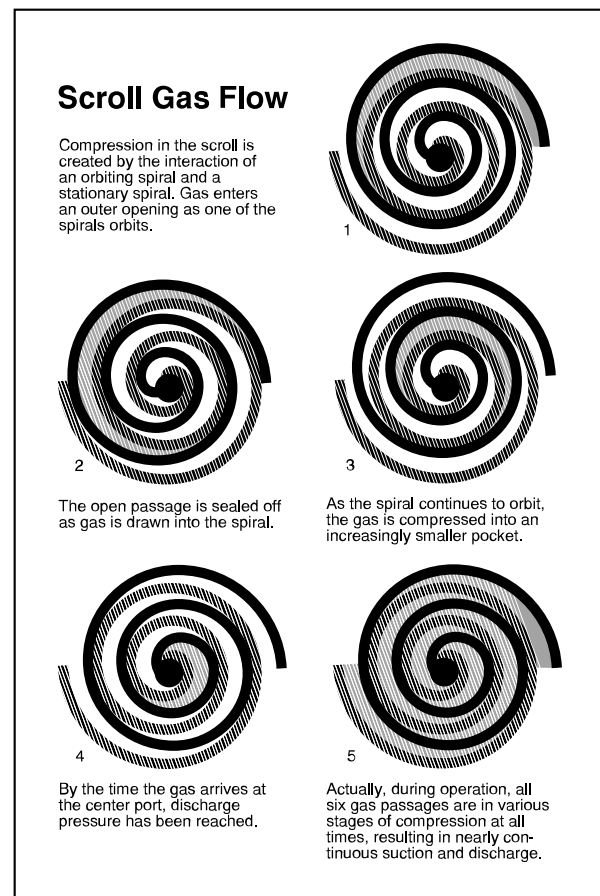 Scroll Gas Flow
Compression in the scroll is
created by the interaction of
an orbiting spiral and a
stationary spiral. Gas enters
an outer opening as one of the
spirals orbits.
1
2
The open passage is sealed off
as gas is drawn into the spiral.
3
As the spiral continues to orbit,
the gas is compressed into an
increasingly smaller pocket.
4
By the time the gas arrives at
the center port, discharge
pressure has been reached.
5
Actually, during operation, all
six gas passages are in various
stages of compression at all
times, resulting in nearly con-
tinuous suction and discharge.